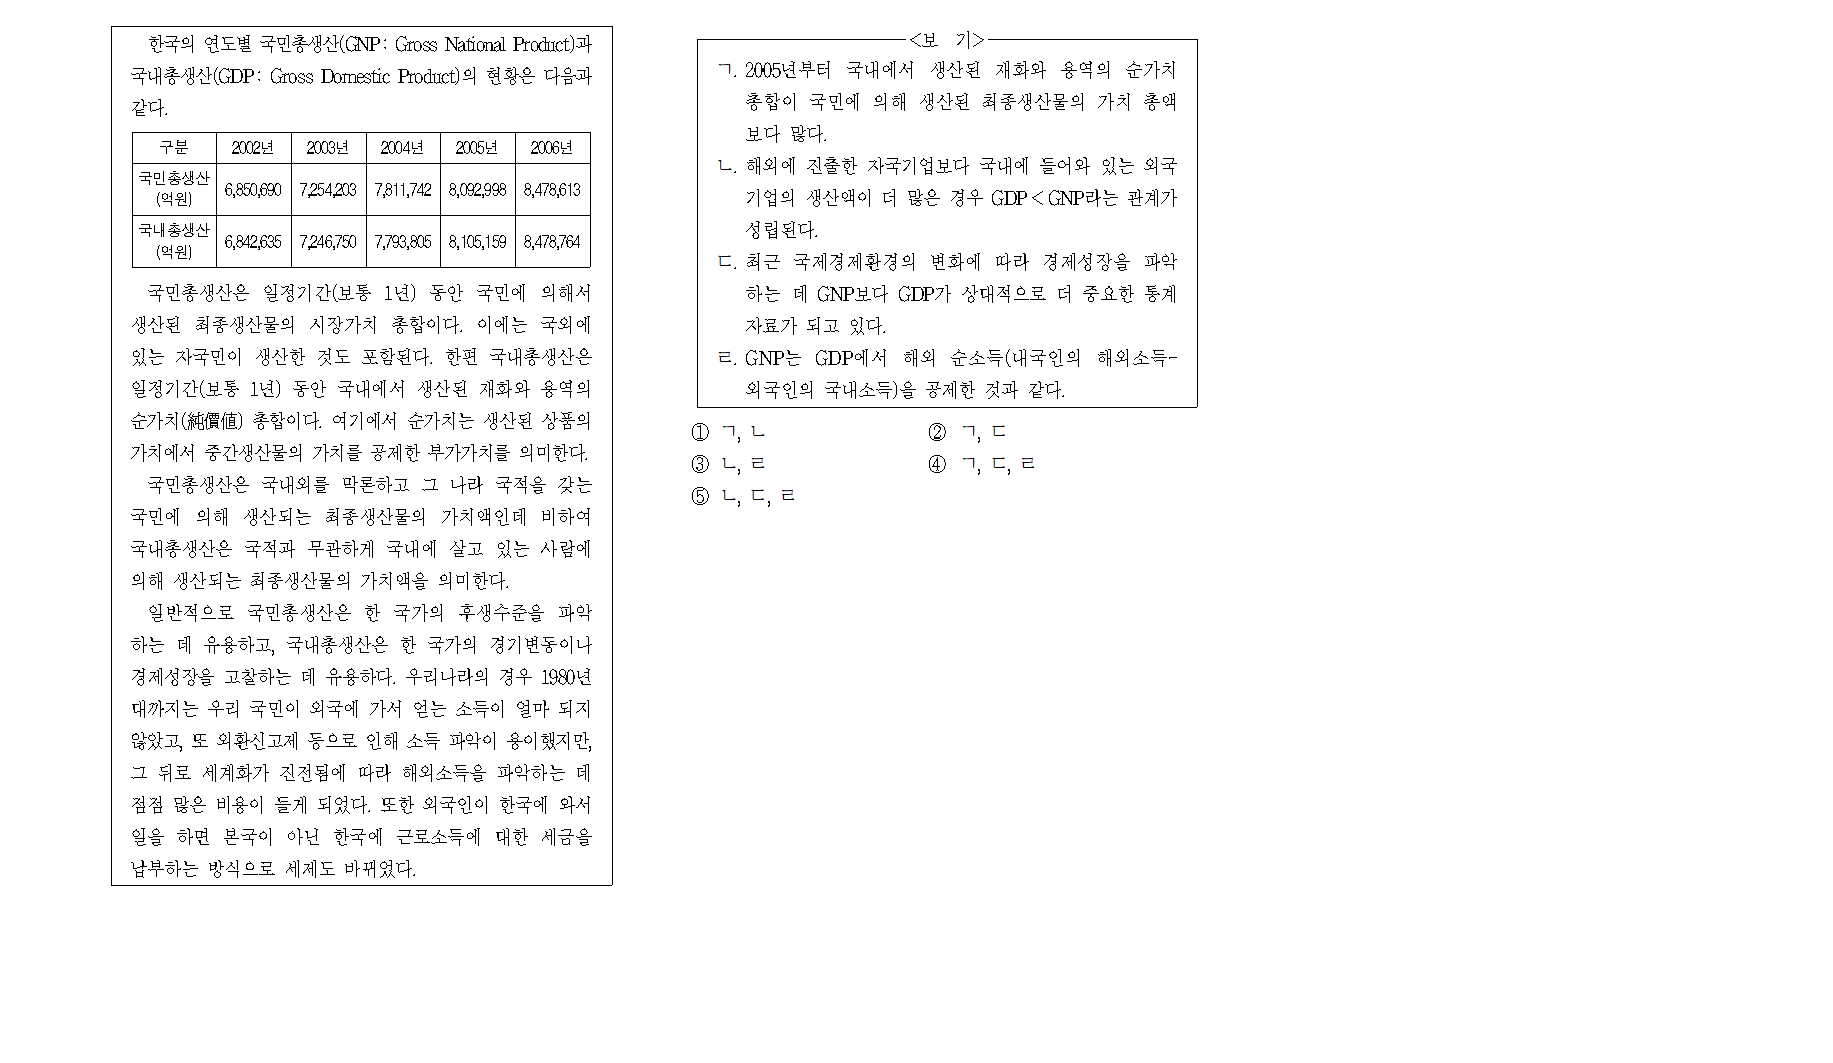 한국의 연도별 국민총생산(GNP: Gross National Product)과
국내총생산(GDP: Gross Domestic Product)의 현황은 다음과
같다.
구분 2002년 2003년 2004년 2005년 2006년
국민총생산
(억원) 6,850,690 7,254,203 7,811,742 8,092,998 8,478,613
국내총생산
(억원) 6,842,635 7,246,750 7,793,805 8,105,159 8,478,764
국민총생산은 일정기간(보통 1년) 동안 국민에 의해서
생산된 최종생산물의 시장가치 총합이다. 이에는 국외에
있는 자국민이 생산한 것도 포함된다. 한편 국내총생산은
일정기간(보통 1년) 동안 국내에서 생산된 재화와 용역의
순가치(純價値) 총합이다. 여기에서 순가치는 생산된 상품의
가치에서 중간생산물의 가치를 공제한 부가가치를 의미한다.
국민총생산은 국내외를 막론하고 그 나라 국적을 갖는
국민에 의해 생산되는 최종생산물의 가치액인데 비하여
국내총생산은 국적과 무관하게 국내에 살고 있는 사람에
의해 생산되는 최종생산물의 가치액을 의미한다.
일반적으로 국민총생산은 한 국가의 후생수준을 파악
하는 데 유용하고, 국내총생산은 한 국가의 경기변동이나
경제성장을 고찰하는 데 유용하다. 우리나라의 경우 1980년
대까지는 우리 국민이 외국에 가서 얻는 소득이 얼마 되지
않았고, 또 외환신고제 등으로 인해 소득 파악이 용이했지만,
그 뒤로 세계화가 진전됨에 따라 해외소득을 파악하는 데
점점 많은 비용이 들게 되었다. 또한 외국인이 한국에 와서
일을 하면 본국이 아닌 한국에 근로소득에 대한 세금을
납부하는 방식으로 세제도 바뀌었다.
<보 기>
ㄱ. 2005년부터 국내에서 생산된 재화와 용역의 순가치
총합이 국민에 의해 생산된 최종생산물의 가치 총액
보다 많다.
ㄴ. 해외에 진출한 자국기업보다 국내에 들어와 있는 외국
기업의 생산액이 더 많은 경우 GDP<GNP라는 관계가
성립된다.
ㄷ. 최근 국제경제환경의 변화에 따라 경제성장을 파악
하는 데 GNP보다 GDP가 상대적으로 더 중요한 통계
자료가 되고 있다.
ㄹ. GNP는 GDP에서 해외 순소득(내국인의 해외소득-
외국인의 국내소득)을 공제한 것과 같다.
① ㄱ, ㄴ ② ㄱ, ㄷ
③ ㄴ, ㄹ ④ ㄱ, ㄷ, ㄹ
⑤ ㄴ, ㄷ, ㄹ